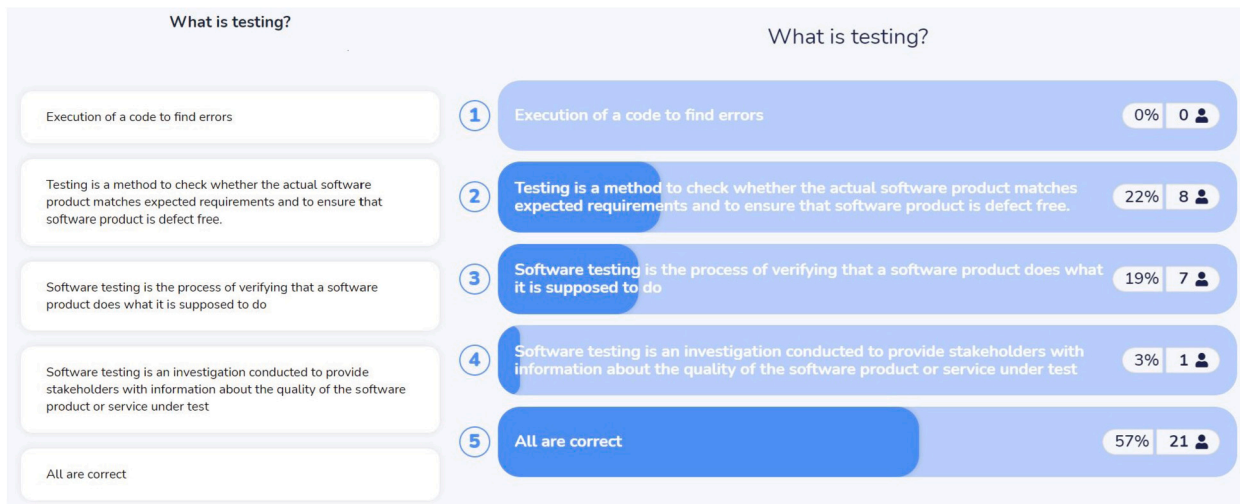 What is testing?
Execution of a code to find errors
Testing is a method to check whether the actual software
product matches expected requirements and to ensure that
software product is defect free.
Software testing is the process of verifying that a software
product does what it is supposed to do
Software testing is an investigation conducted to provide
stakeholders with information about the quality of the software
product or service under test
All are correct
What is testing?
1 Execution of a code to find errors 0% 0
2 Testing is a method to check whether the actual software product matches
expected requirements and to ensure that software product is defect free. 22% 8
3 Software testing is the process of verifying that a software product does what
it is supposed to do 19% 7
4 Software testing is an investigation conducted to provide stakeholders with
information about the quality of the software product or service under test 3% 1
5 All are correct 57% 21